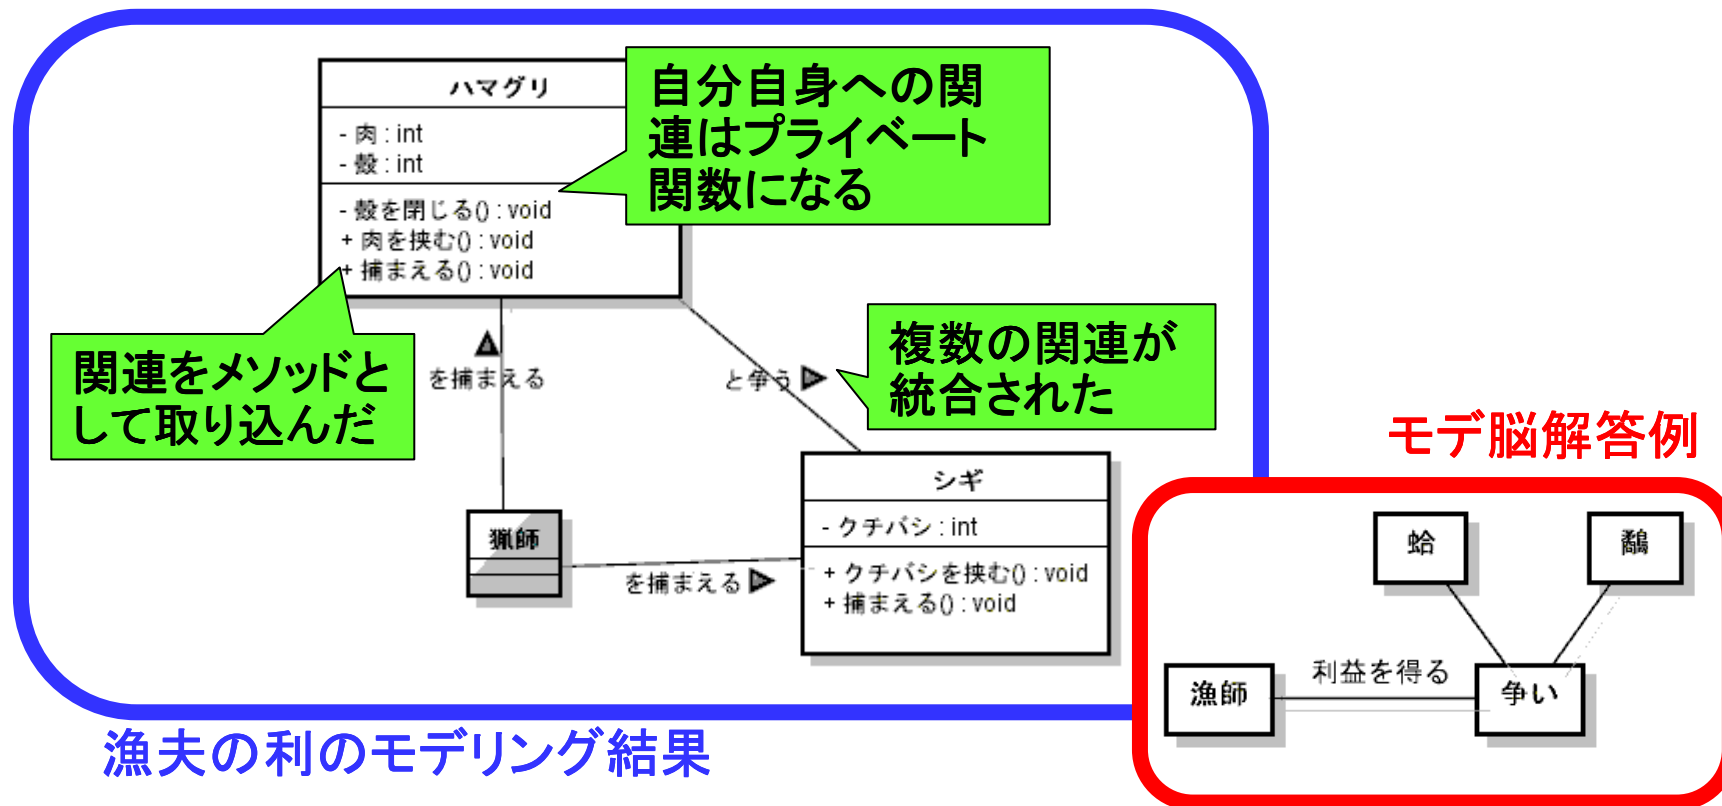 ハマグリ
- 肉 : int
- 殻 : int
- 殻を閉じる() : void
+ 肉を挟む() : void
+ 捕まえる() : void
自分自身への関
連はプライベート
関数になる
関連をメソッドと
して取り込んだ
を捕まえる
と争う
複数の関連が
統合された
猟師
を捕まえる
シギ
- クチバシ : int
+ クチバシを挟む() : void
+ 捕まえる() : void
漁夫の利のモデリング結果
モデ脳解答例
蛤
鷸
漁師
利益を得る
争い